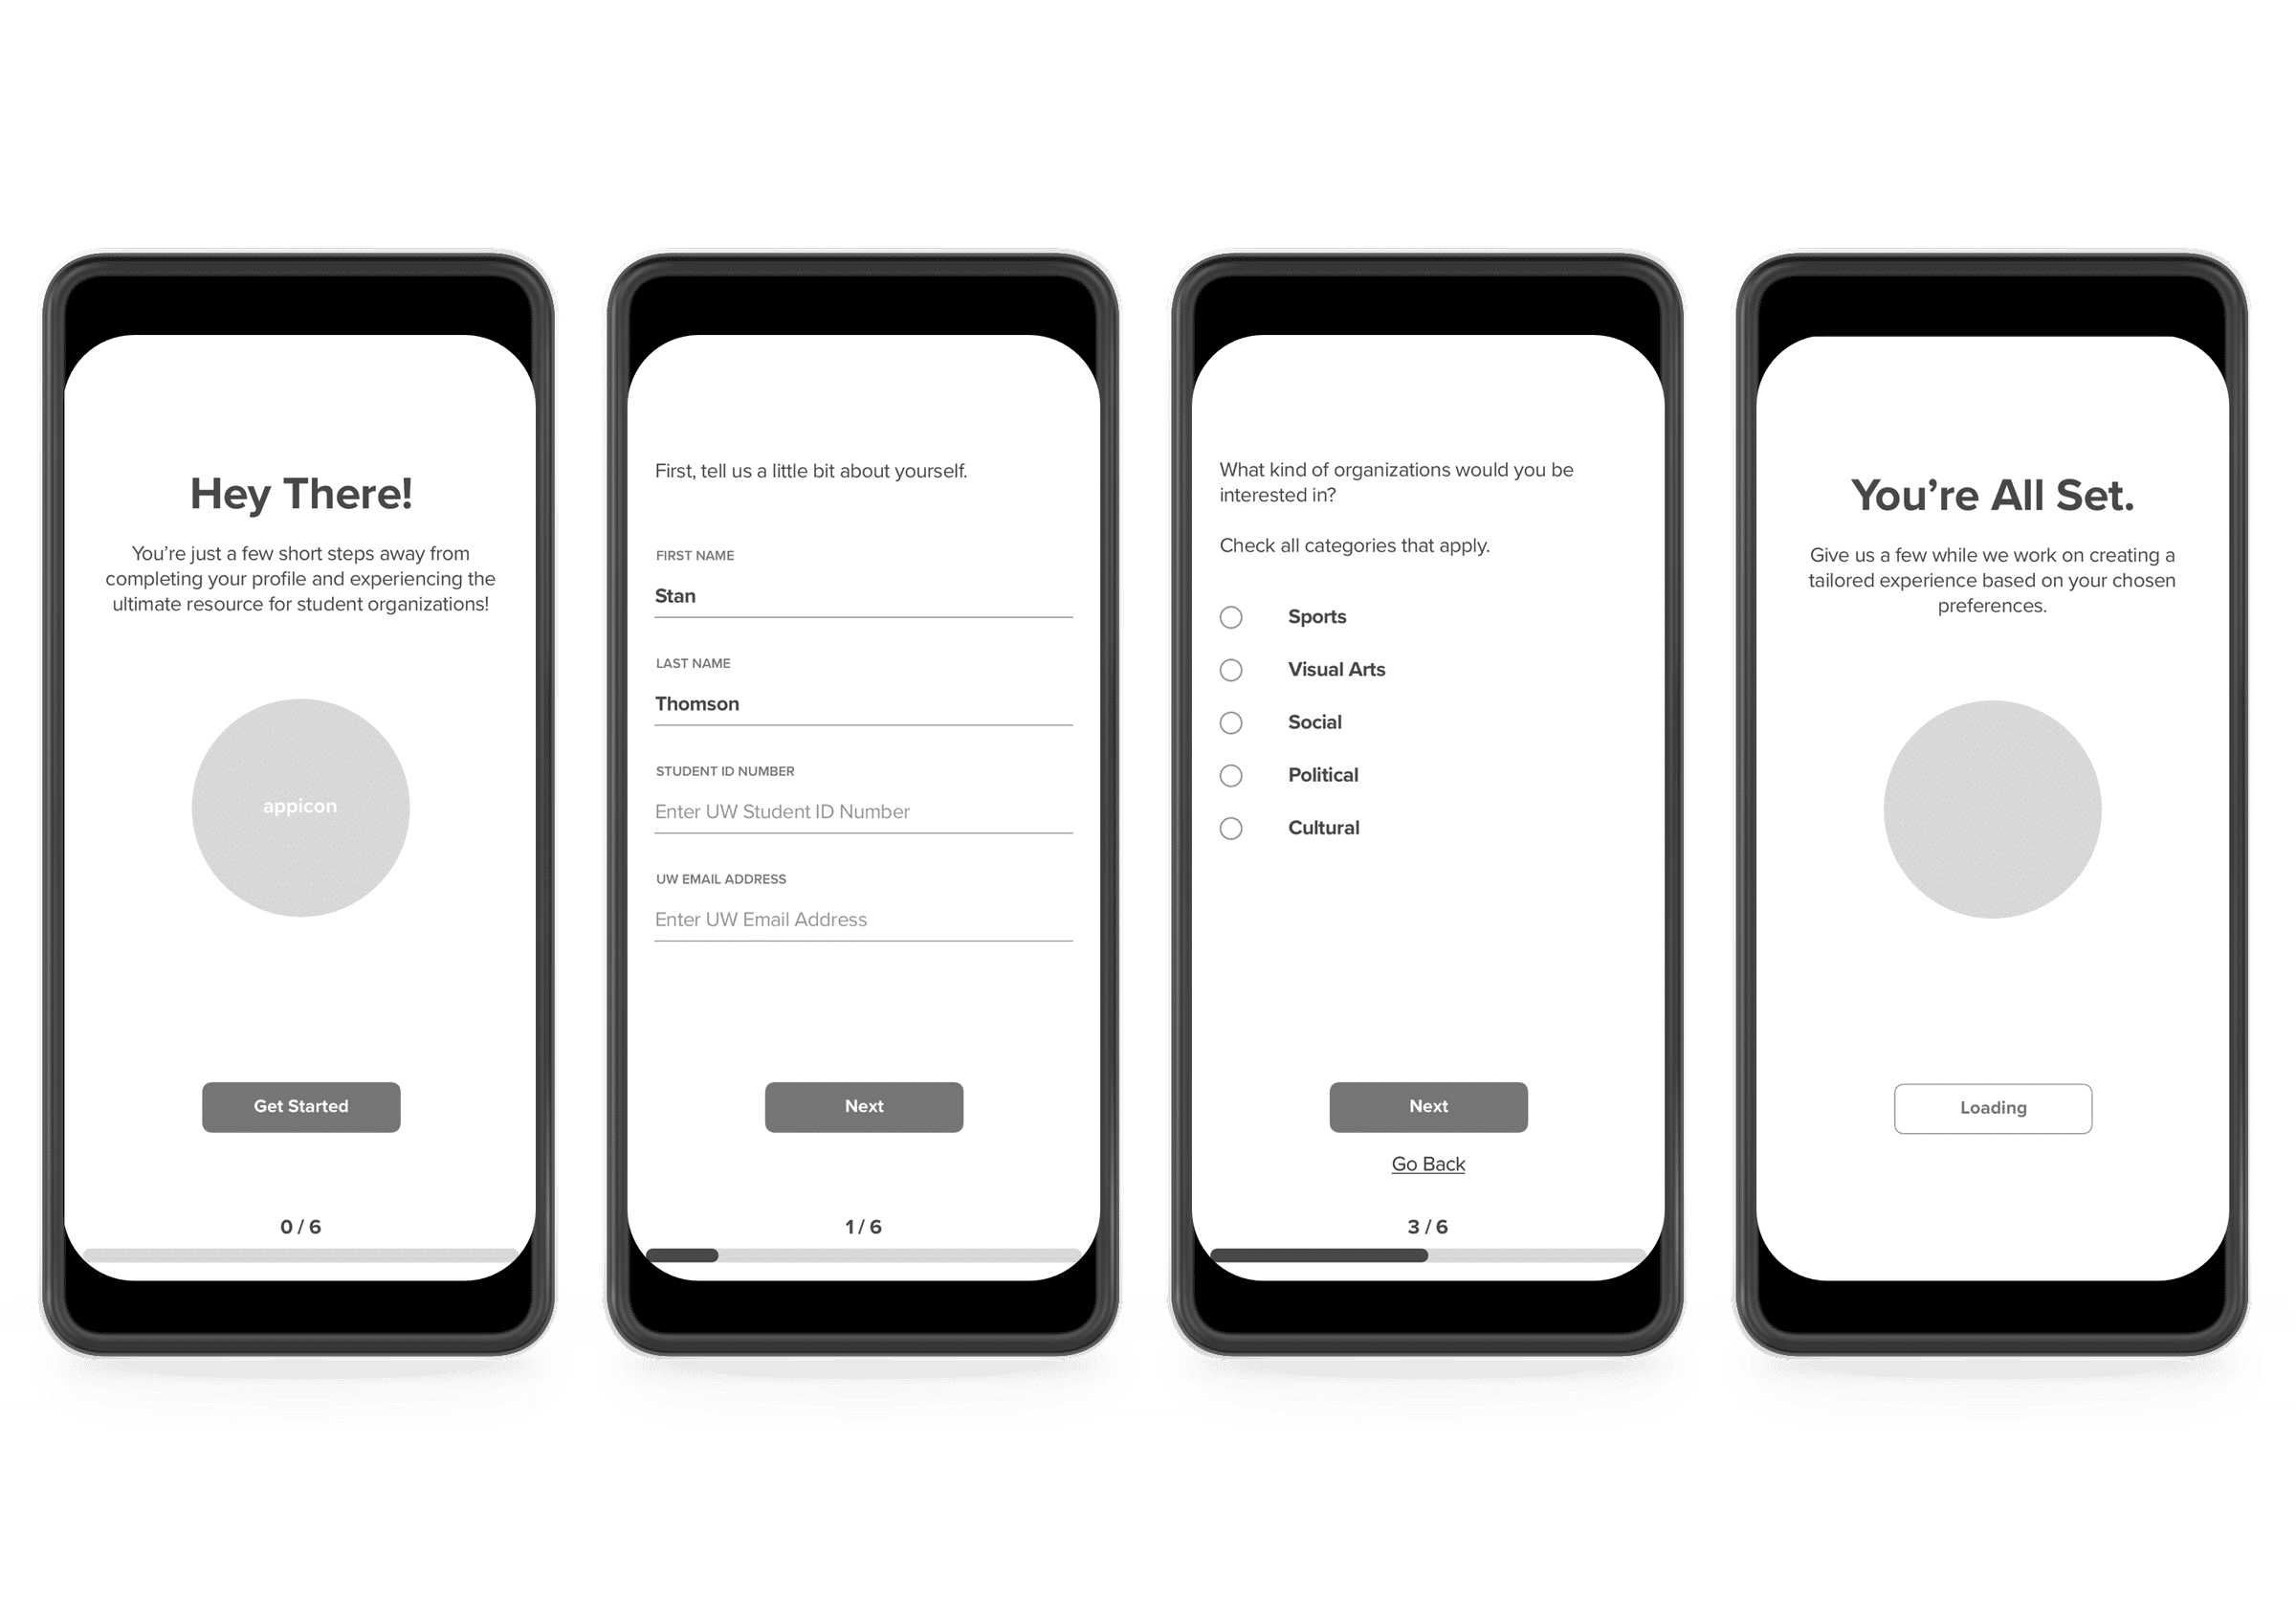 Hey There!
You’re just a few short steps away from
completing your profile and experiencing the
ultimate resource for student organizations!
appicon
Get Started
0 / 6
First, tell us a little bit about yourself.
FIRST NAME
Stan
LAST NAME
Thomson
STUDENT ID NUMBER
Enter UW Student ID Number
UW EMAIL ADDRESS
Enter UW Email Address
Next
1 / 6
What kind of organizations would you be
interested in?
Check all categories that apply.
Sports
Visual Arts
Social
Political
Cultural
Next
Go Back
3 / 6
You’re All Set.
Give us a few while we work on creating a
tailored experience based on your chosen
preferences.
Loading